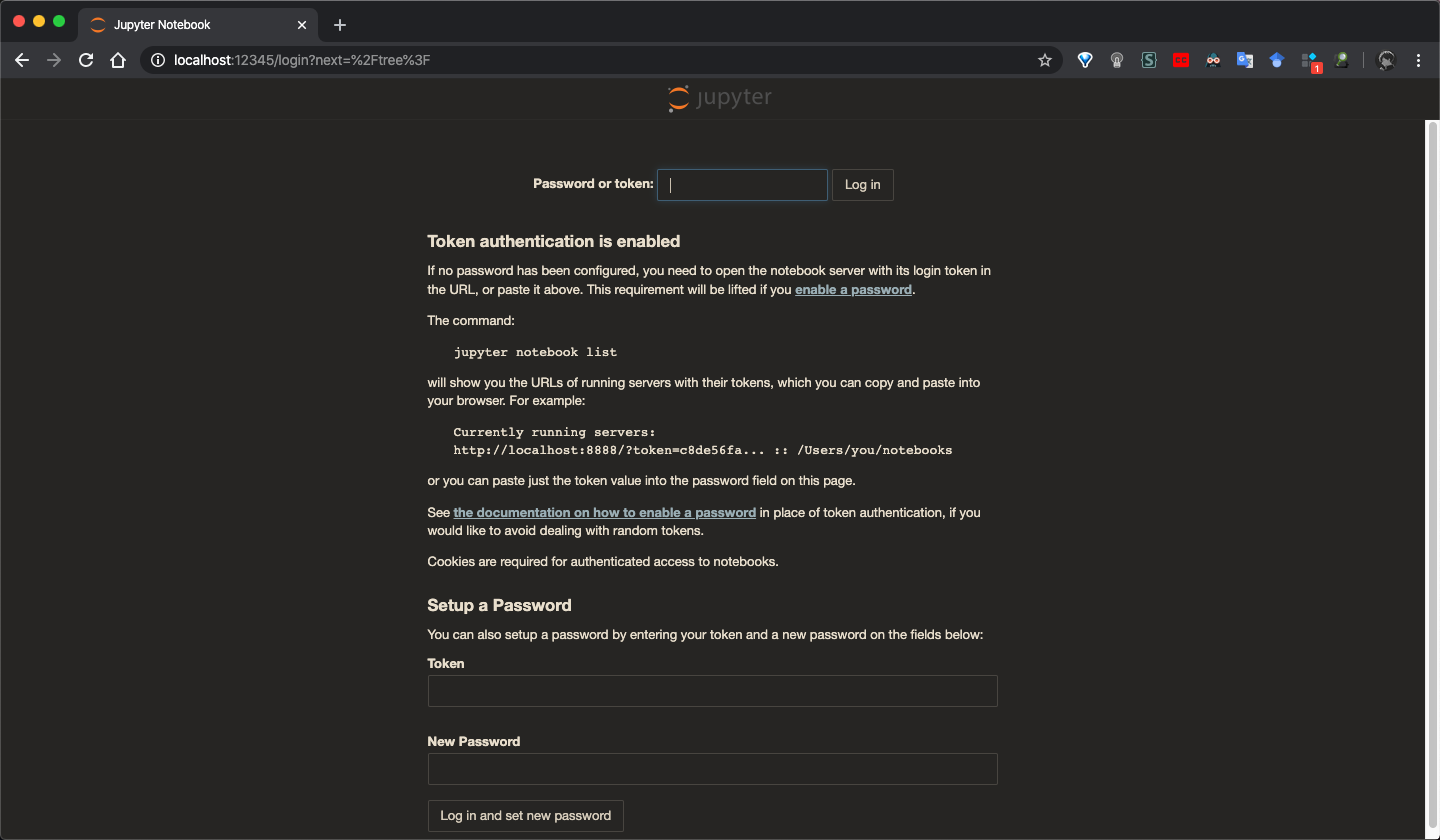 Jupyter Notebook
localhost:12345/login?next=%2Ftree%3F
S
CC
G
1
jupyter
Password or token:
Log in
Token authentication is enabled
If no password has been configured, you need to open the notebook server with its login token in
the URL, or paste it above. This requirement will be lifted if you enable a password.
The command:
jupyter notebook list
will show you the URLs of running servers with their tokens, which you can copy and paste into
your browser. For example:
Currently running servers:
http://localhost:8888/?token=c8de56fa... :: /Users/you/notebooks
or you can paste just the token value into the password field on this page.
See the documentation on how to enable a password in place of token authentication, if you
would like to avoid dealing with random tokens.
Cookies are required for authenticated access to notebooks.
Setup a Password
You can also setup a password by entering your token and a new password on the fields below:
Token
New Password
Log in and set new password